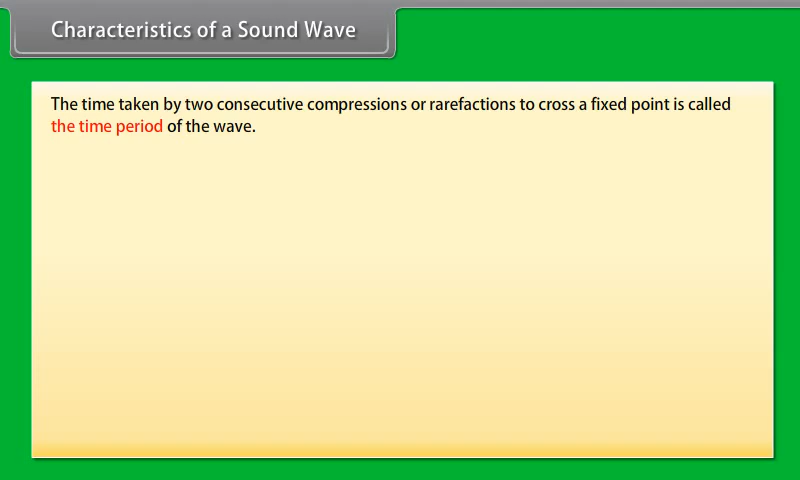 Characteristics of a Sound Wave
The time taken by two consecutive compressions or rarefactions to cross a fixed point is called
the time period of the wave.